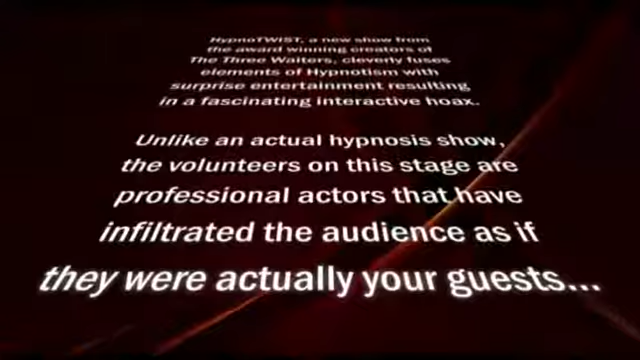 HypnoTWIST, a new show from
the award winning creators of
The Three Waiters, cleverly fuses
elements of Hypnotism with
surprise entertainment resulting
in a fascinating interactive hoax.
Unlike an actual hypnosis show,
the volunteers on this stage are
professional actors that have
infiltrated the audience as if
they were actually your guests...